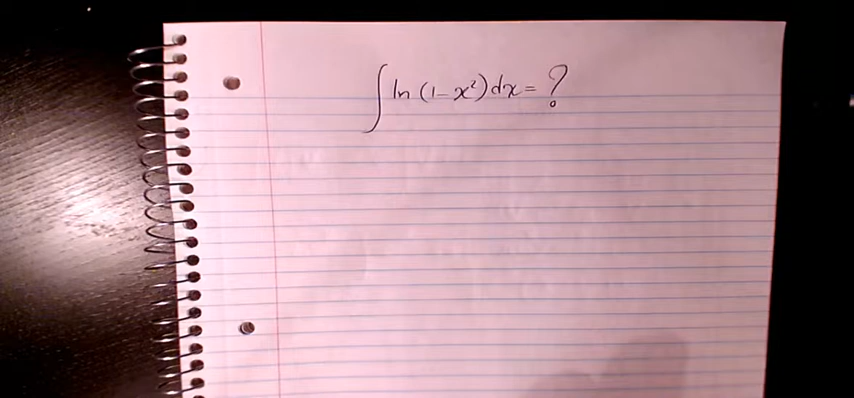 ∫ ln (1-x²) dx = ?